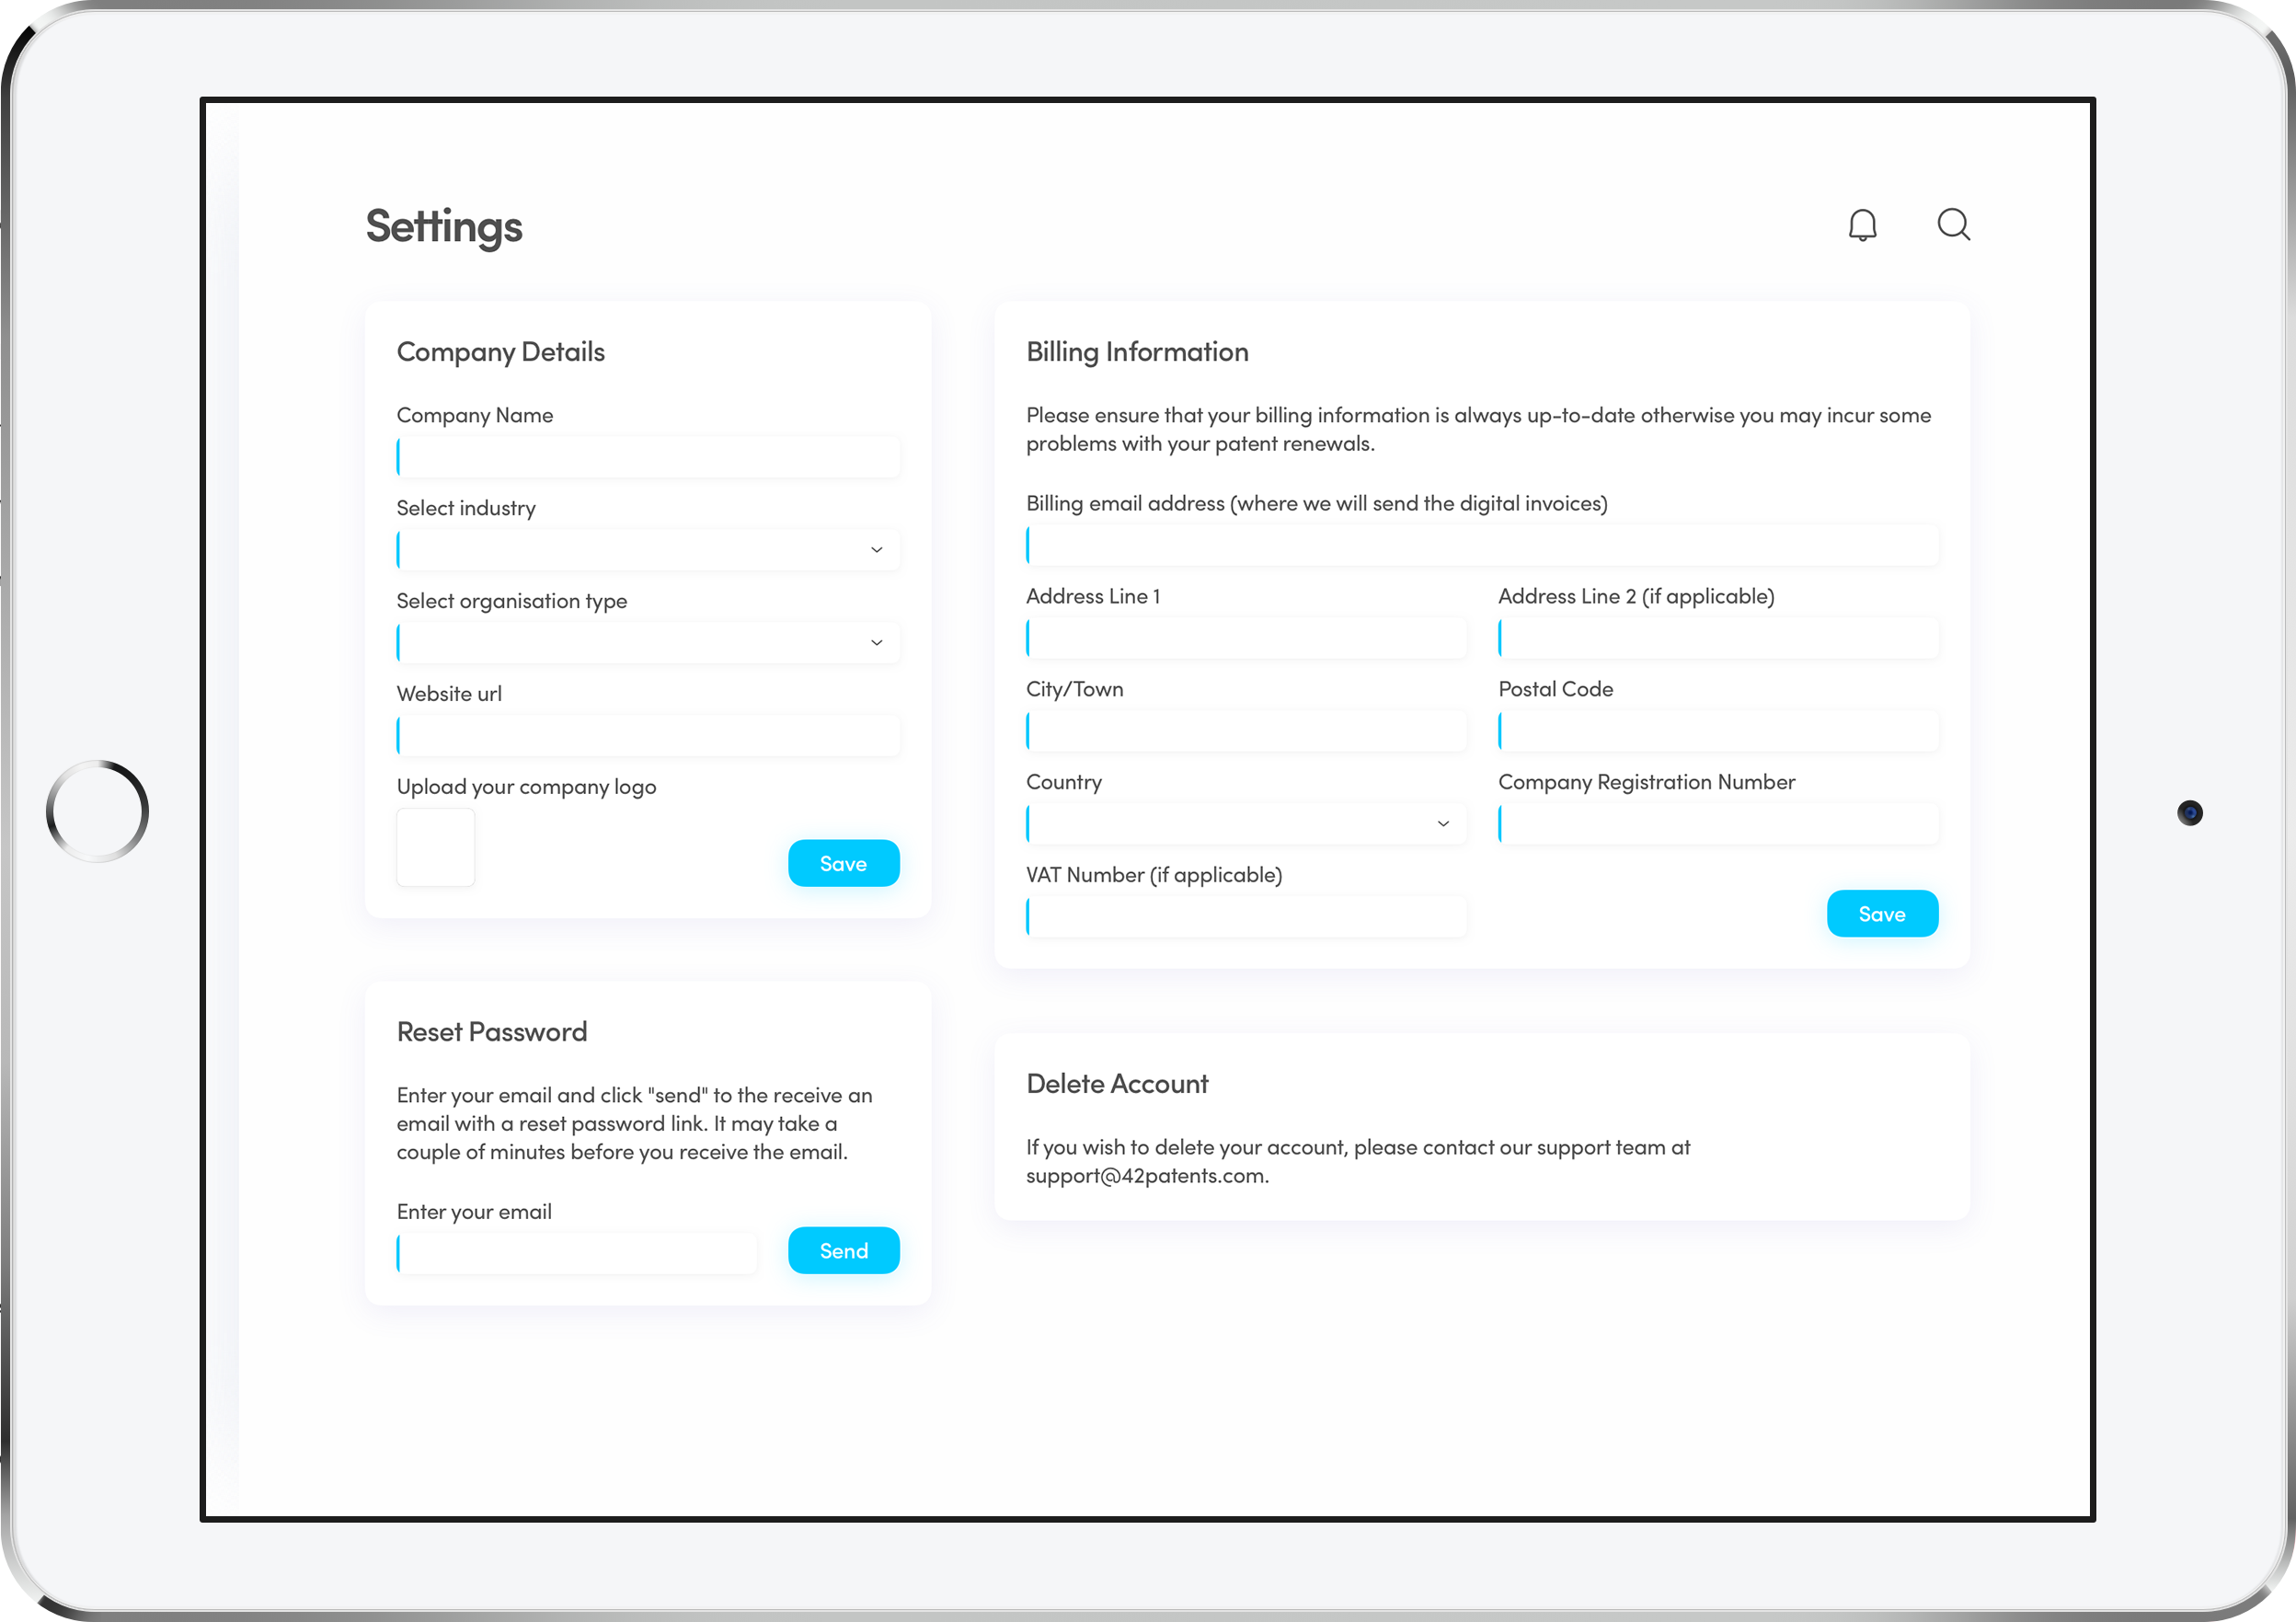 Settings
Company Details
Company Name
Select industry
Select organisation type
Website url
Upload your company logo
Save
Billing Information
Please ensure that your billing information is always up-to-date otherwise you may incur some
problems with your patent renewals.
Billing email address (where we will send the digital invoices)
Address Line 1
Address Line 2 (if applicable)
City/Town
Postal Code
Country
Company Registration Number
VAT Number (if applicable)
Save
Reset Password
Enter your email and click "send" to the receive an
email with a reset password link. It may take a
couple of minutes before you receive the email.
Enter your email
Send
Delete Account
If you wish to delete your account, please contact our support team at
support@42patents.com.